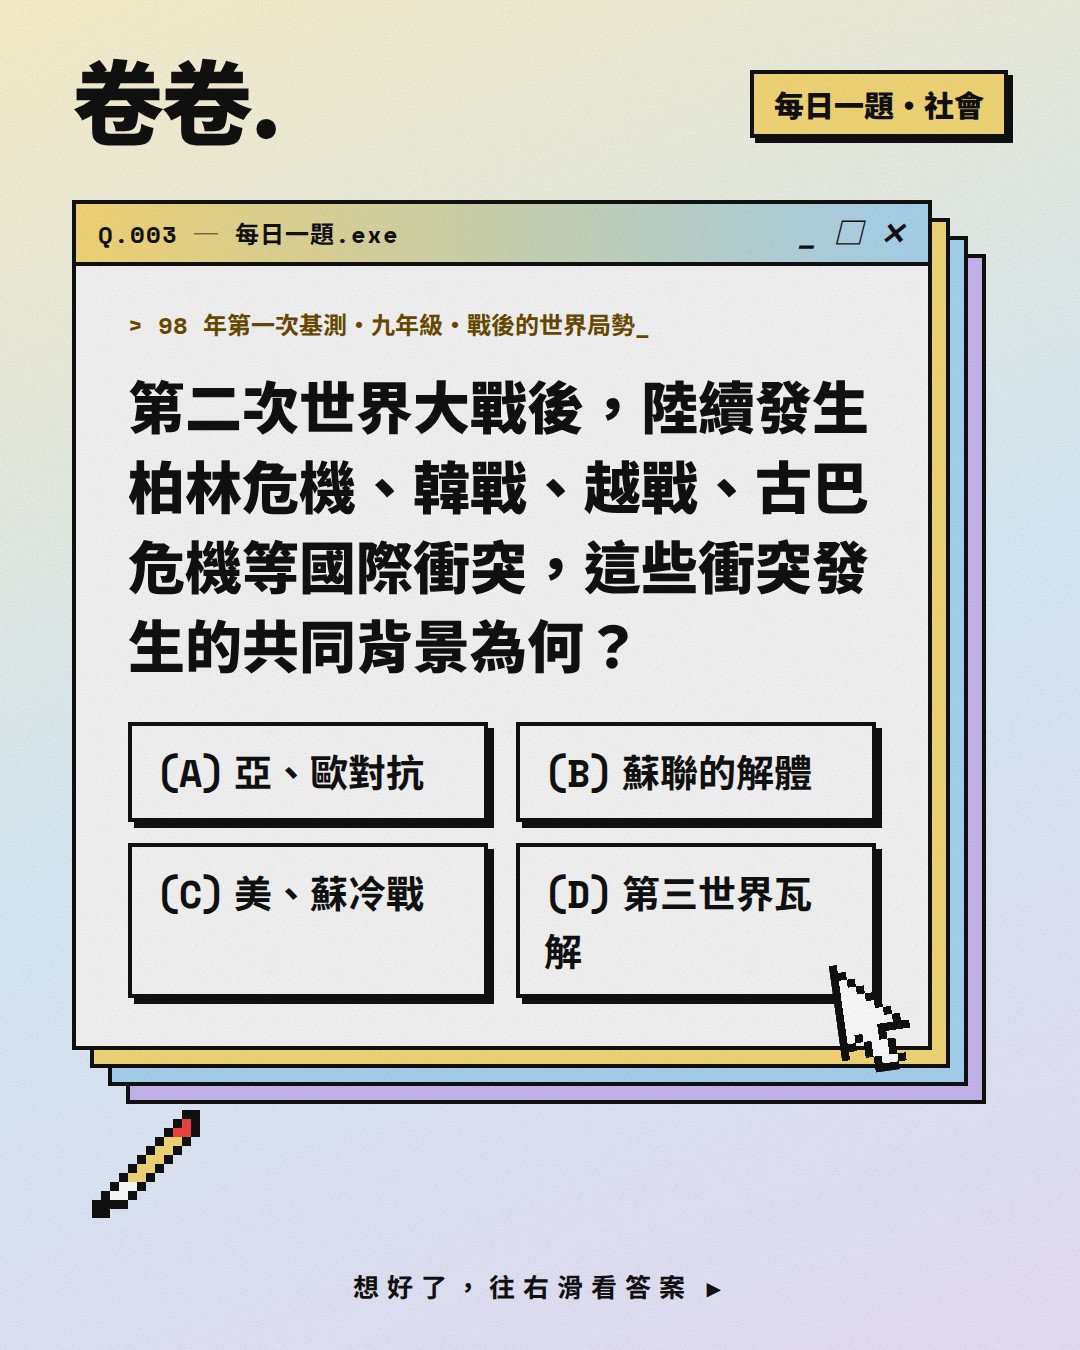 卷卷.
每日一題・社會
Q.003 — 每日一題.exe
> 98 年第一次基測・九年級・戰後的世界局勢_
第二次世界大戰後，陸續發生
柏林危機、韓戰、越戰、古巴
危機等國際衝突，這些衝突發
生的共同背景為何？
(A) 亞、歐對抗
(B) 蘇聯的解體
(C) 美、蘇冷戰
(D) 第三世界瓦
解
想好了，往右滑看答案 ▶